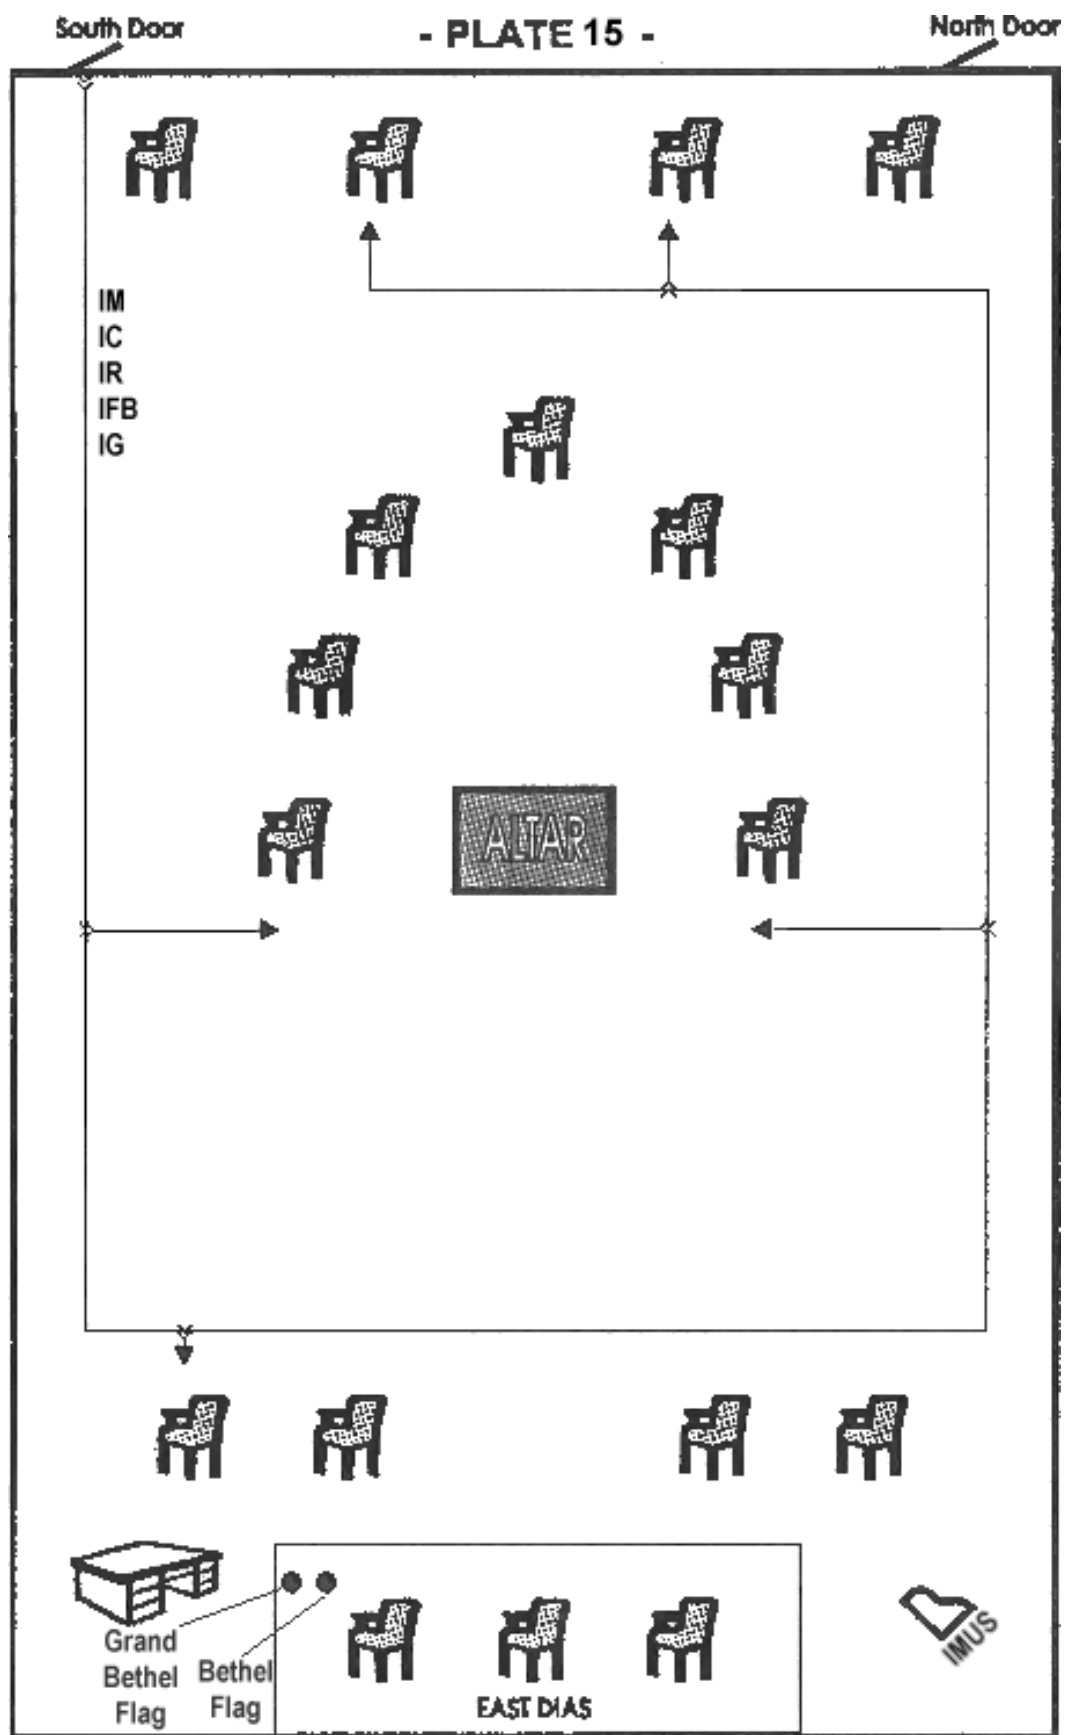 South Door
- PLATE 15 -
North Door
IM
IC
IR
IFB
IG
ALTAR
Grand
Bethel
Flag
Bethel
Flag
EAST DIAS
IMUS